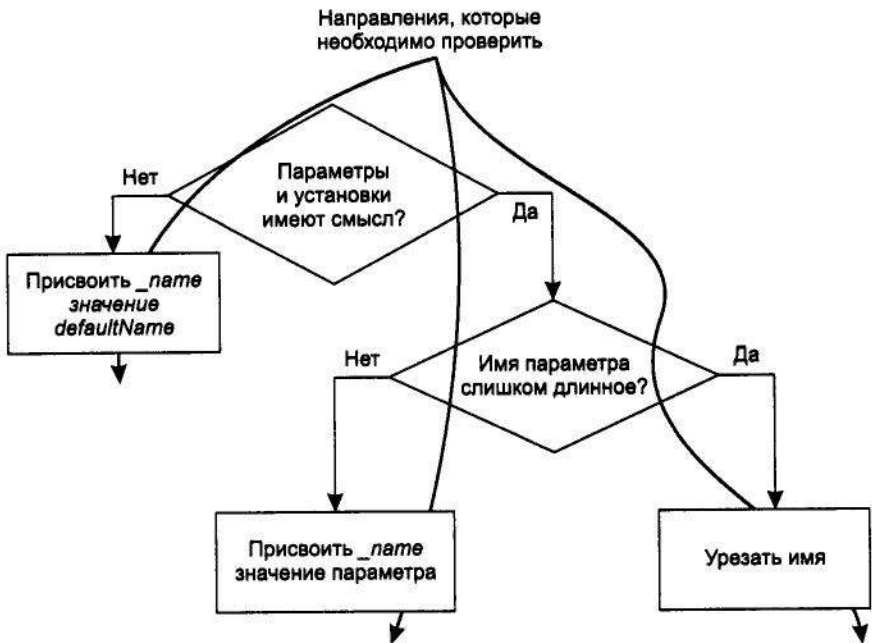 Направления, которые
необходимо проверить
Нет
Параметры
и установки
имеют смысл?
Да
Присвоить _name
значение
defaultName
Нет
Имя параметра
слишком длинное?
Да
Присвоить _name
значение параметра
Урезать имя